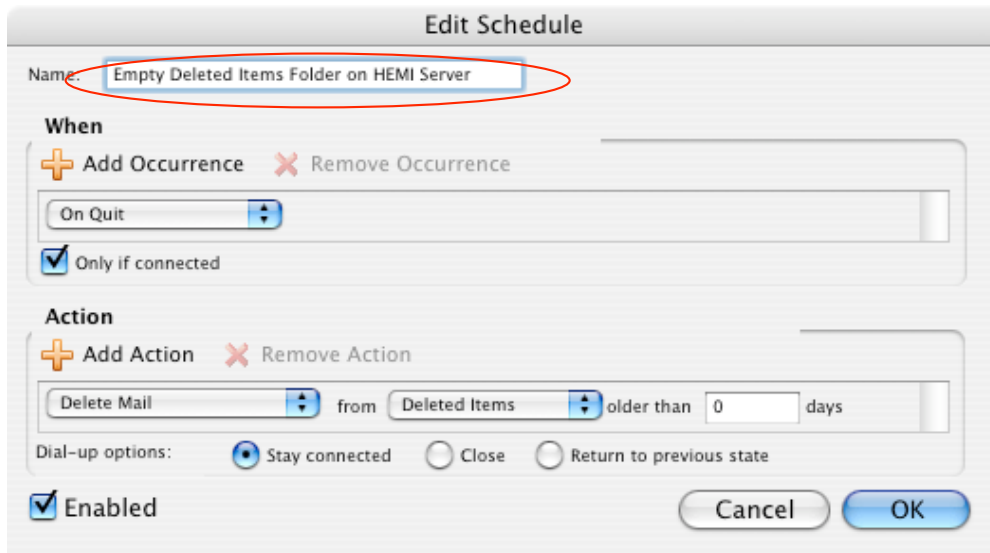 Edit Schedule
Name: Empty Deleted Items Folder on HEMI Server
When
Add Occurrence Remove Occurrence
On Quit
Only if connected
Action
Add Action Remove Action
Delete Mail from Deleted Items older than 0 days
Dial-up options: Stay connected Close Return to previous state
Enabled Cancel OK